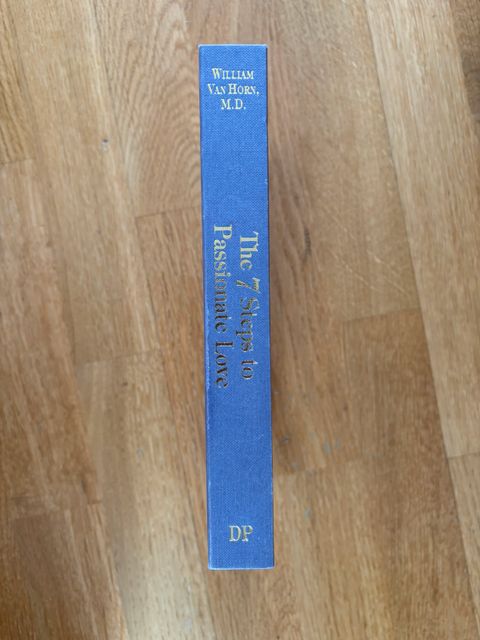 WILLIAM
VAN HORN,
M.D.
The 7 Steps to
Passionate Love
DP